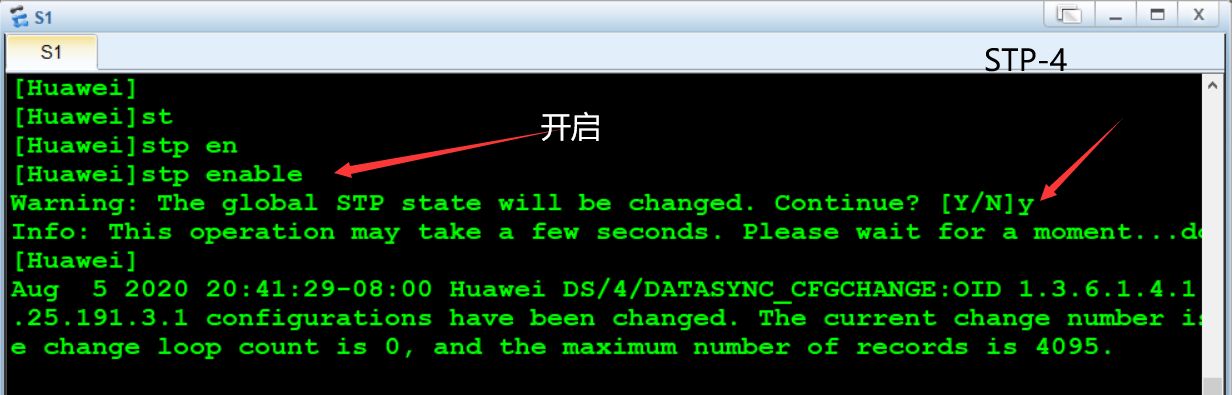 S1
S1
STP-4
[Huawei]
[Huawei]st
开启
[Huawei]stp en
[Huawei]stp enable
Warning: The global STP state will be changed. Continue? [Y/N]y
Info: This operation may take a few seconds. Please wait for a moment...do
[Huawei]
Aug  5 2020 20:41:29-08:00 Huawei DS/4/DATASYNC_CFGCHANGE:OID 1.3.6.1.4.1
.25.191.3.1 configurations have been changed. The current change number is
e change loop count is 0, and the maximum number of records is 4095.